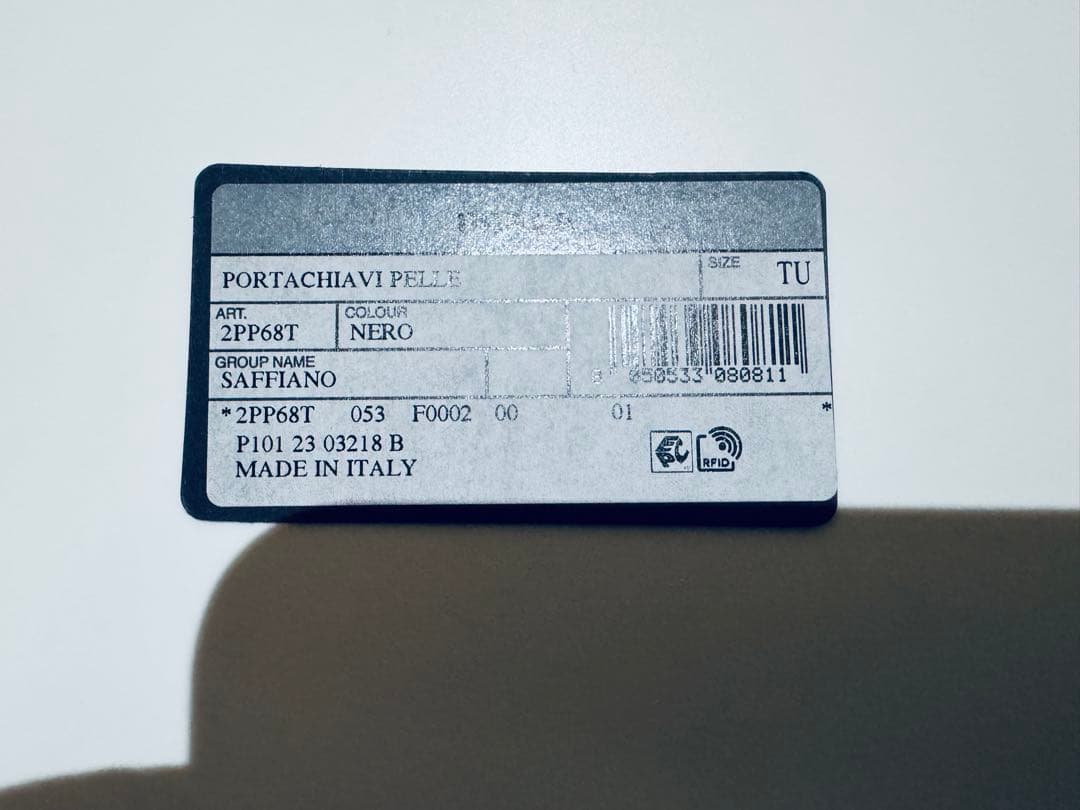 PORTACHIAVI PELLE
SIZE
TU
ART.
2PP68T
COLOUR
NERO
8 050533 080811
GROUP NAME
SAFFIANO
*2PP68T 053 F0002 00 01 *
P101 23 03218 B
MADE IN ITALY
RFID